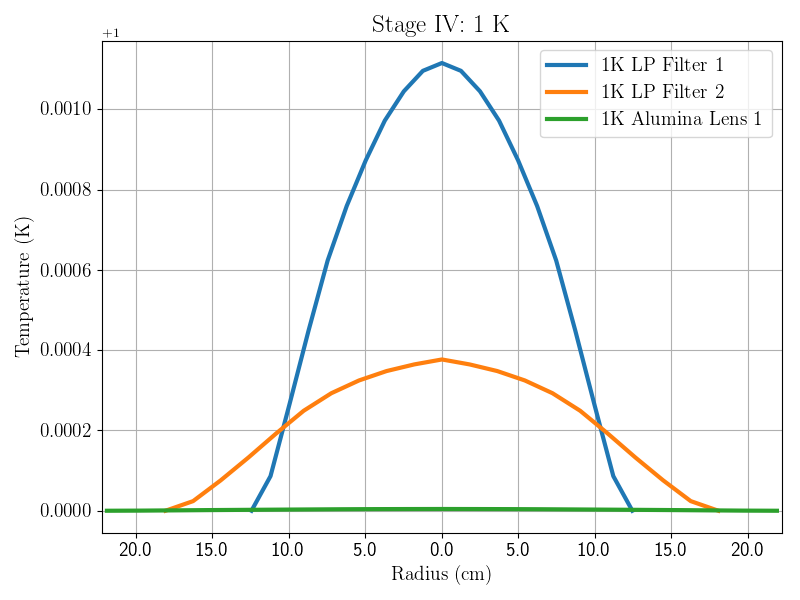 Stage IV: 1 K
+1
1K LP Filter 1
1K LP Filter 2
1K Alumina Lens 1
0.0010
0.0008
0.0006
0.0004
0.0002
0.0000
Temperature (K)
20.0 15.0 10.0 5.0 0.0 5.0 10.0 15.0 20.0
Radius (cm)